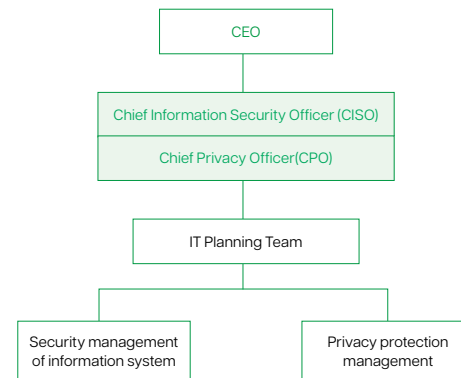 CEO
Chief Information Security Officer (CISO)
Chief Privacy Officer(CPO)
IT Planning Team
Security management
of information system
Privacy protection
management